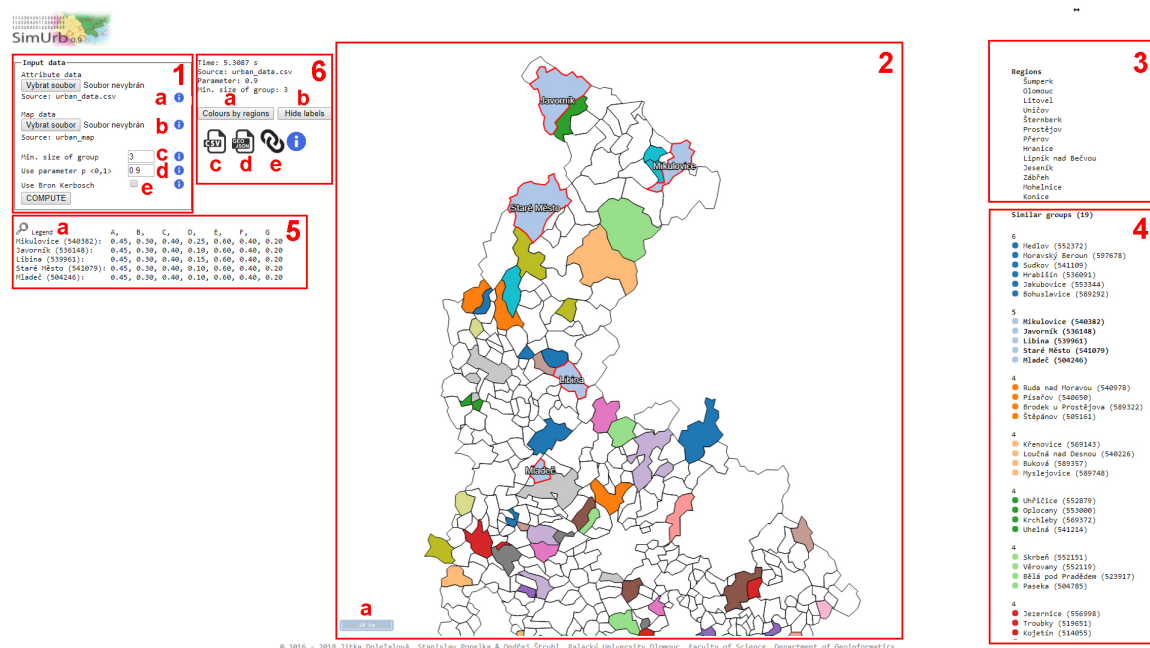 SimUrb 0.9
Input data
1
Attribute data
Vybrat soubor Soubor nevybrán
Source: urban_data.csv
a
Map data
Vybrat soubor Soubor nevybrán
b
Source: urban_map
Min. size of group 3
c
Use parameter p <0,1> 0.9
d
Use Bron Kerbosch
e
COMPUTE
6
Time: 5.3087 s
Source: urban_data.csv
Parameter: 0.9
Min. size of group: 3
a b
Colours by regions Hide labels
CSV GEO JSON
c d e
5
Legend a A, B, C, D, E, F, G
Mikulovice (540382): 0.45, 0.30, 0.40, 0.25, 0.60, 0.40, 0.20
Javorník (536148): 0.45, 0.30, 0.40, 0.10, 0.60, 0.40, 0.20
Libina (539961): 0.45, 0.30, 0.40, 0.15, 0.60, 0.40, 0.20
Staré Město (541079): 0.45, 0.30, 0.40, 0.10, 0.60, 0.40, 0.20
Mladeč (504246): 0.45, 0.30, 0.40, 0.10, 0.60, 0.40, 0.20
2
Javorník
Mikulovice
Staré Město
Libina
Mladeč
a
10 km
3
Regions
Šumperk
Olomouc
Litovel
Uničov
Šternberk
Prostějov
Přerov
Hranice
Lipník nad Bečvou
Jeseník
Zábřeh
Mohelnice
Konice
4
Similar groups (19)
6
Medlov (552372)
Moravský Beroun (597678)
Sudkov (541109)
Hrabišín (536091)
Jakubovice (553344)
Bohuslavice (589292)
5
Mikulovice (540382)
Javorník (536148)
Libina (539961)
Staré Město (541079)
Mladeč (504246)
4
Ruda nad Moravou (540978)
Písařov (540650)
Brodek u Prostějova (589322)
Štěpánov (505161)
4
Křenovice (569143)
Loučná nad Desnou (540226)
Buková (589357)
Myslejovice (589748)
4
Uhřičice (552879)
Oplocany (553000)
Krchleby (569372)
Uhelná (541214)
4
Skrbeň (552151)
Věrovany (552119)
Bělá pod Pradědem (523917)
Paseka (504785)
4
Jezernice (556998)
Troubky (519651)
Kojetín (514055)
© 2016 - 2018 Jitka Doležalová, Stanislav Popelka & Ondřej Štrubl, Palacký University Olomouc, Faculty of Science, Department of Geoinformatics